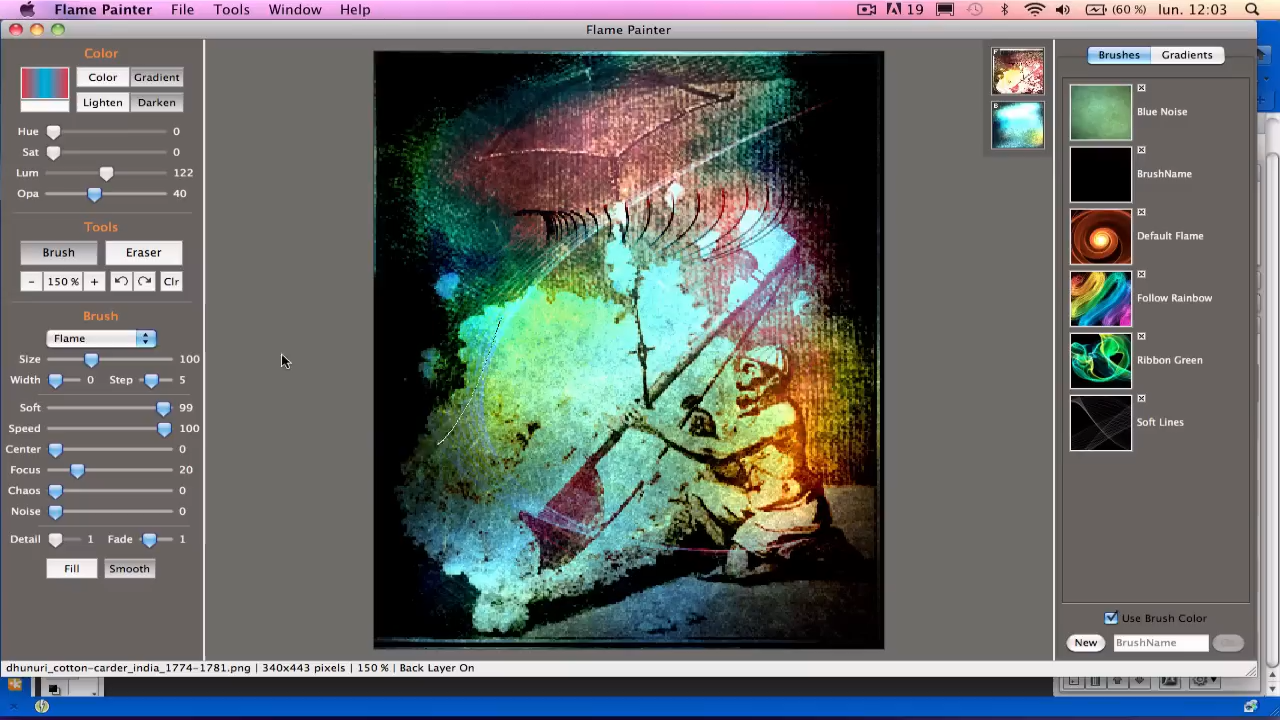 Flame Painter File Tools Window Help 19 (60 %) lun. 12:03
Flame Painter
Color
Color Gradient
Lighten Darken
Hue 0
Sat 0
Lum 122
Opa 40
Tools
Brush Eraser
- 150 % + Clr
Brush
Flame
Size 100
Width 0 Step 5
Soft 99
Speed 100
Center 0
Focus 20
Chaos 0
Noise 0
Detail 1 Fade 1
Fill Smooth
F
B
Brushes Gradients
Blue Noise
BrushName
Default Flame
Follow Rainbow
Ribbon Green
Soft Lines
Use Brush Color
New BrushName
dhunuri_cotton-carder_india_1774-1781.png | 340x443 pixels | 150 % | Back Layer On